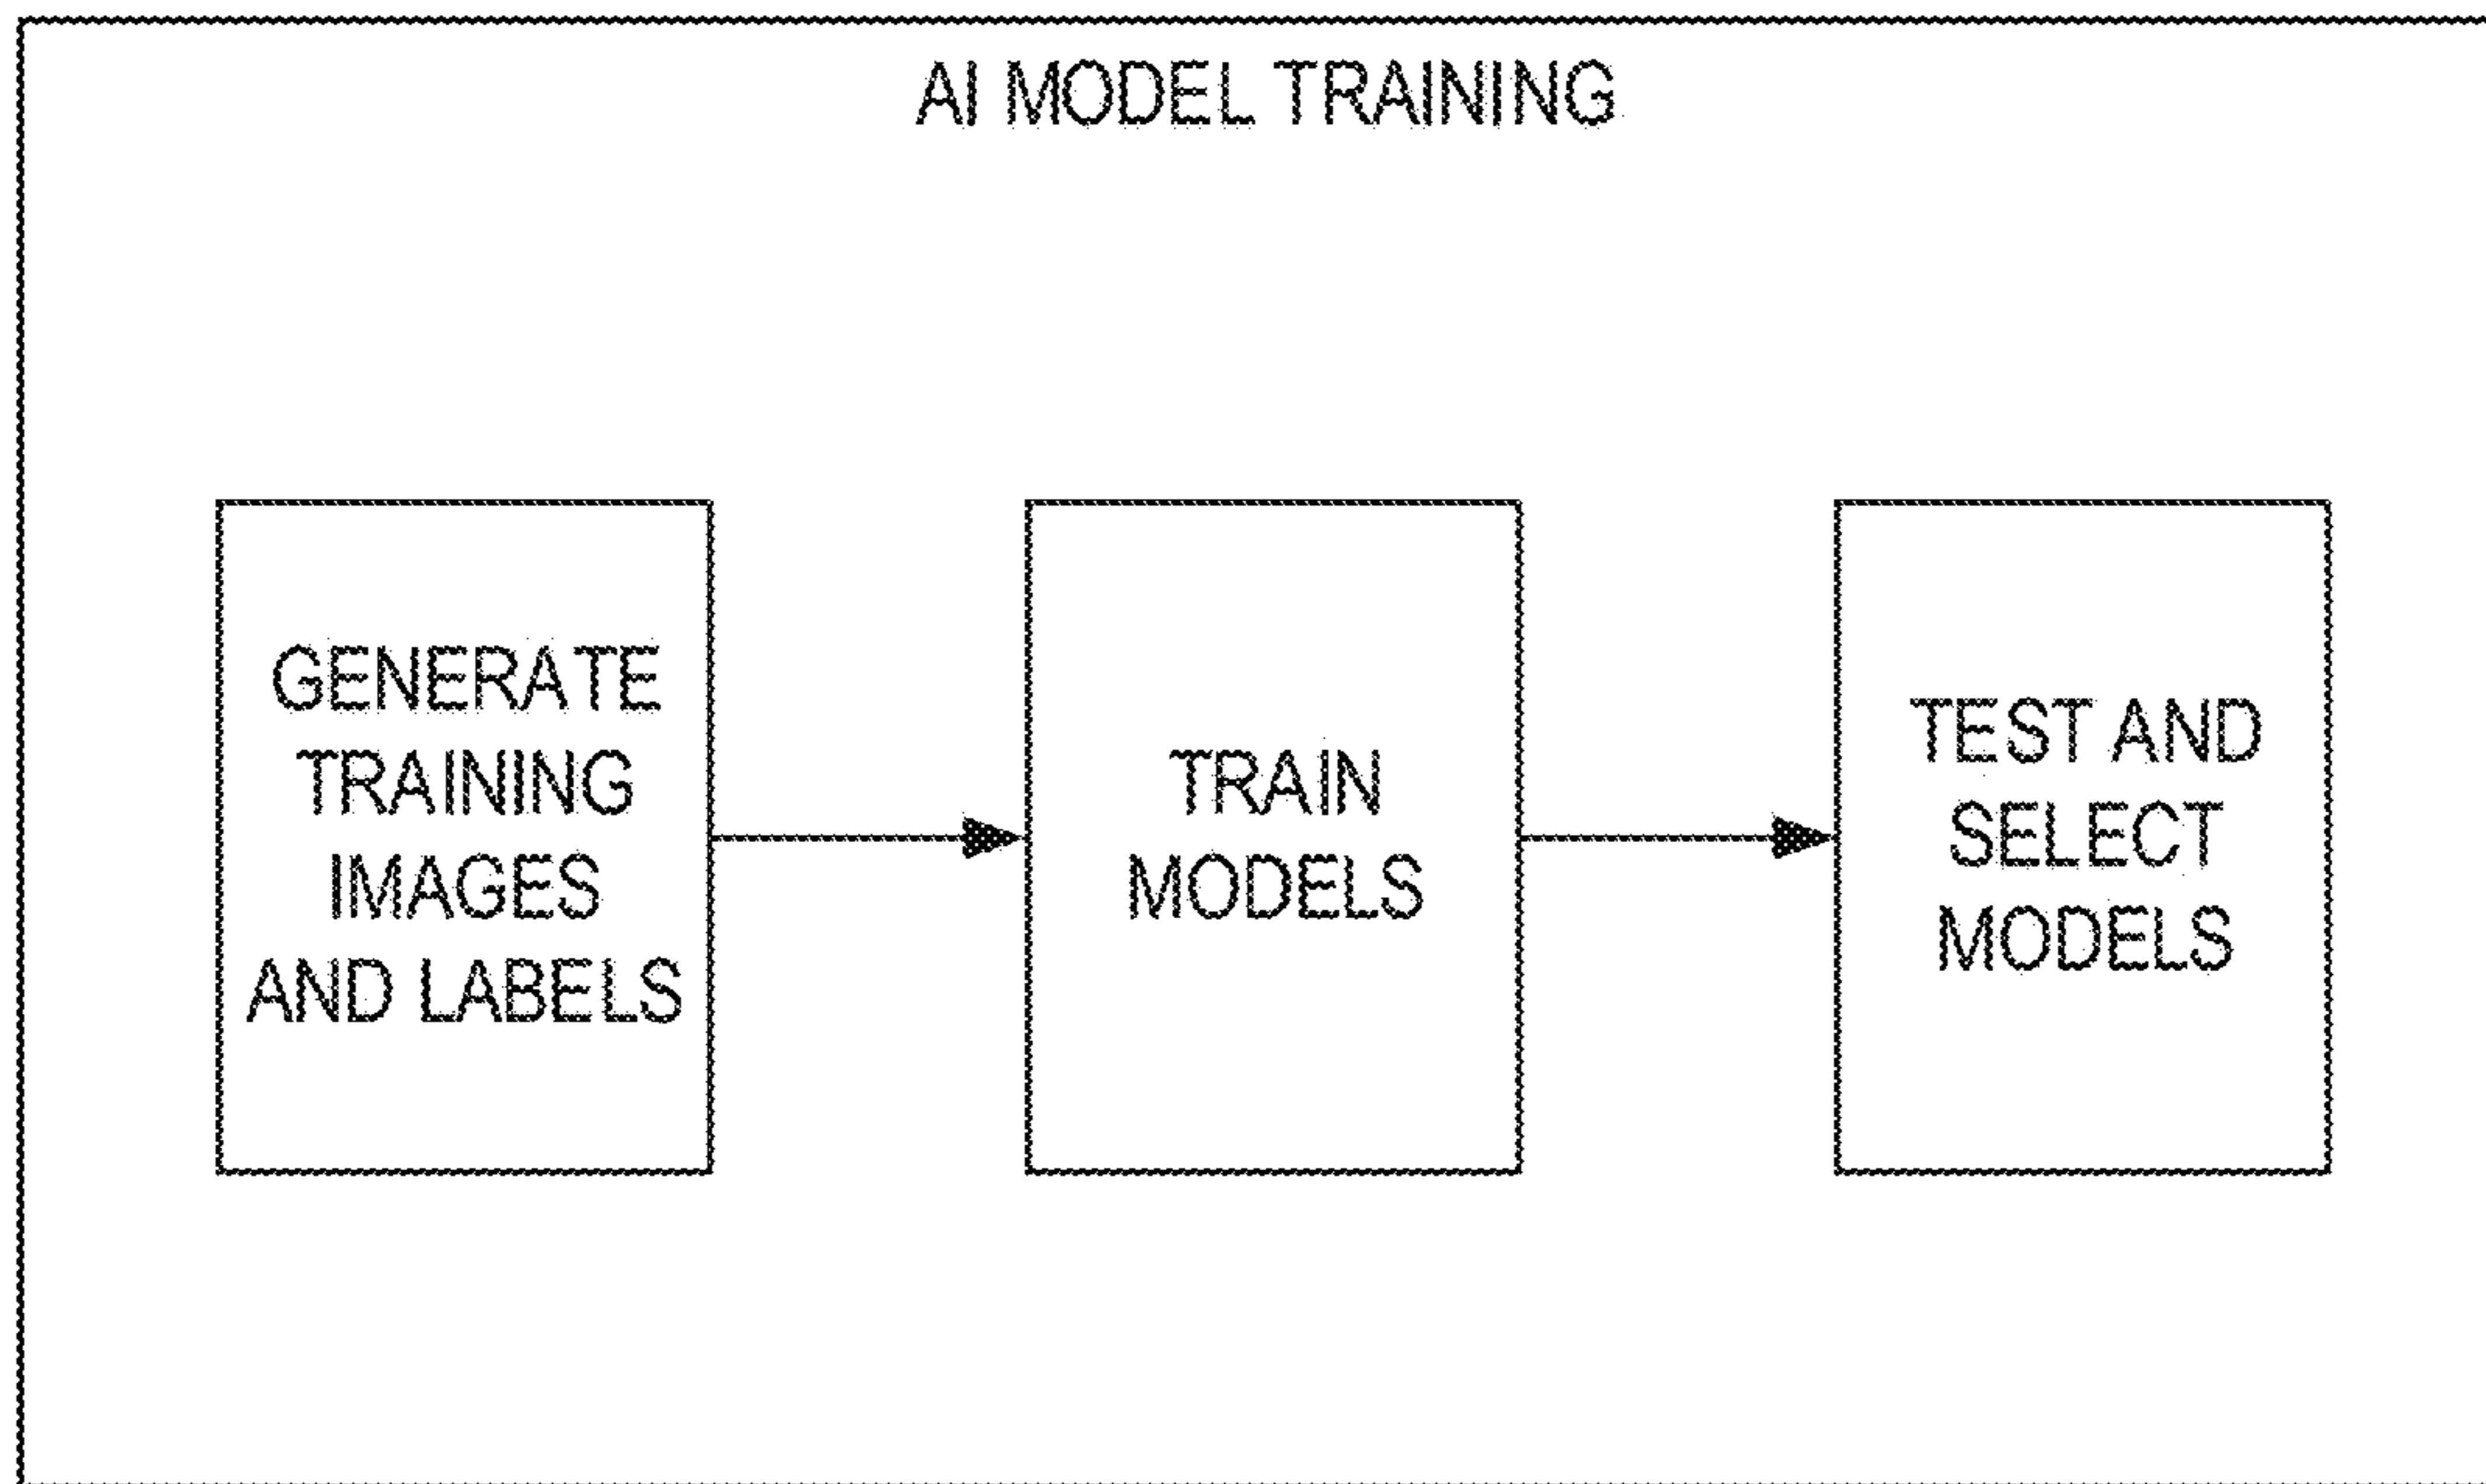 AI MODEL TRAINING
GENERATE
TRAINING
IMAGES
AND LABELS
TRAIN
MODELS
TEST AND
SELECT
MODELS